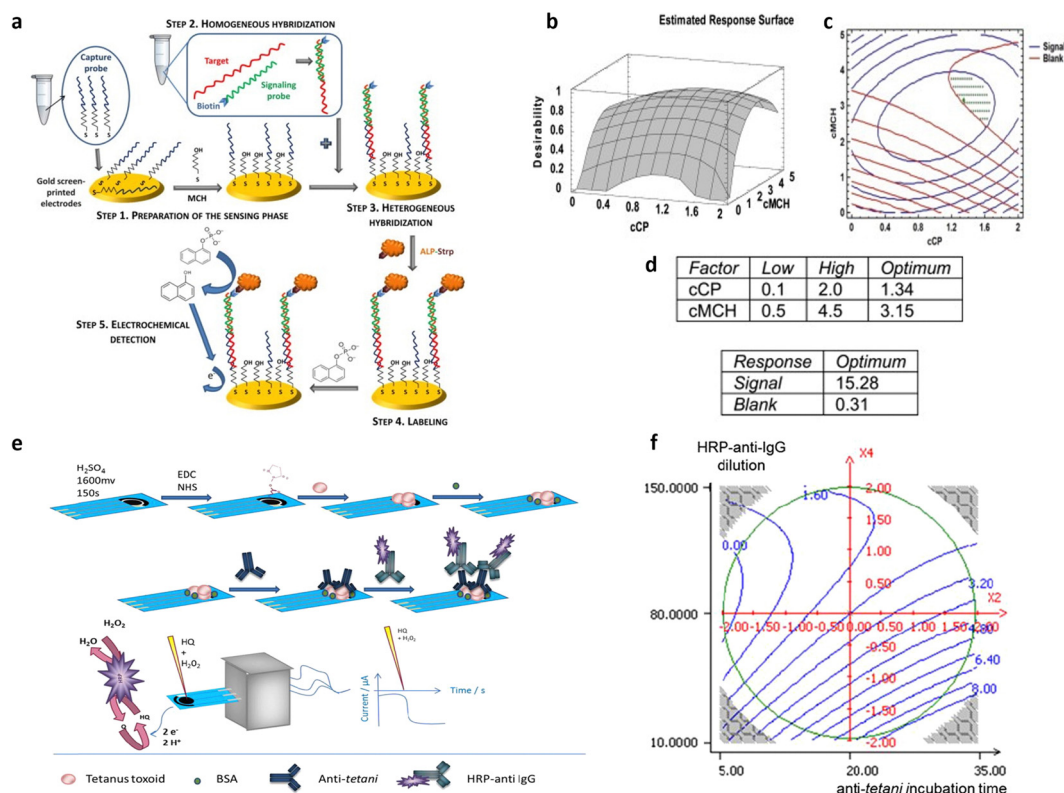 a
STEP 2. HOMOGENEOUS HYBRIDIZATION
Capture
probe
Target
Signaling
probe
Biotin
S S S
OH
S
MCH
Gold screen-
printed electrodes
STEP 1. PREPARATION OF THE SENSING PHASE
OH OH
S S S S S S
STEP 3. HETEROGENEOUS
HYBRIDIZATION
ALP-Strp
STEP 5. ELECTROCHEMICAL
DETECTION
e-
STEP 4. LABELING
b
Estimated Response Surface
Desirability
1
0.8
0.6
0.4
0.2
0
0 0.4 0.8 1.2 1.6 2
cCP
0 1 2 3 4 5
cMCH
c
Signal
Blank
5
4
3
2
1
0
cMCH
0 0.4 0.8 1.2 1.6 2
cCP
d
Factor Low High Optimum
cCP 0.1 2.0 1.34
cMCH 0.5 4.5 3.15
Response Optimum
Signal 15.28
Blank 0.31
e
H2SO4
1600mv
150s
EDC
NHS
H2O2
H2O
HRP
Q
HQ
2 e-
2 H+
HQ
+
H2O2
Current / µA
HQ
+ H2O2
Time / s
Tetanus toxoid
BSA
Anti-tetani
HRP-anti IgG
f
HRP-anti-IgG
dilution
X4
150.0000
2.00
1.60
1.50
0.00
1.00
0.50
3.20
X2
80.0000
-2.00 -1.50 -1.00 -0.50 0.00 0.50 1.00 1.50 2.00
4.80
-0.50
6.40
-1.00
8.00
-1.50
10.0000
-2.00
5.00 20.00 35.00
anti-tetani incubation time